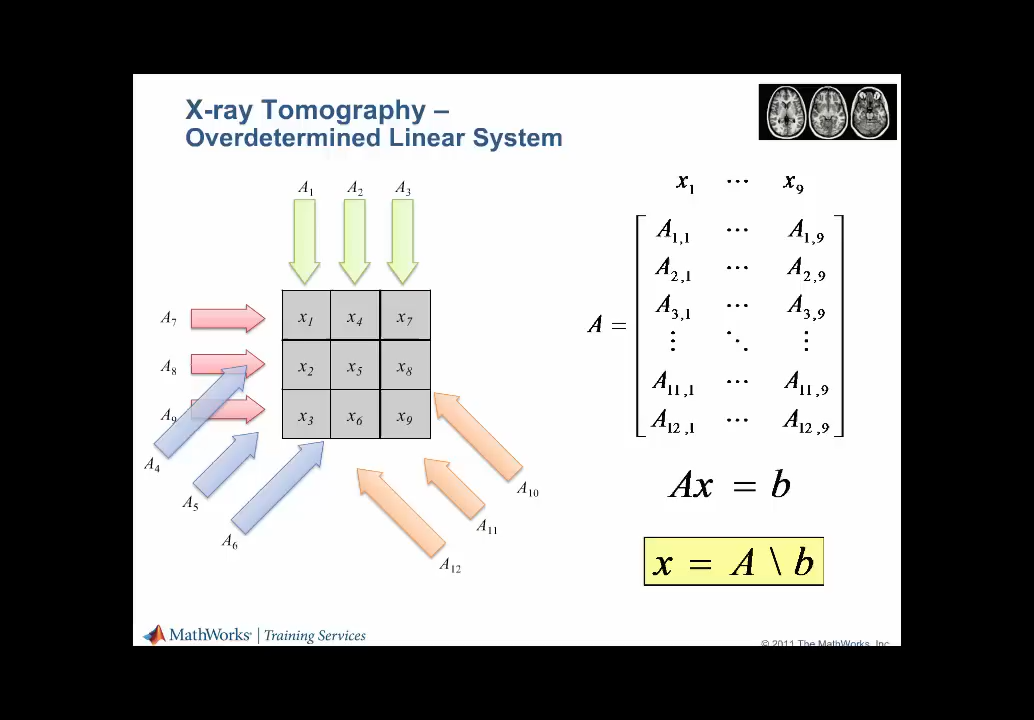 X-ray Tomography –
Overdetermined Linear System
A1 A2 A3
A7
A8
A9
A4
A5
A6
A10
A11
A12
x1 x4 x7
x2 x5 x8
x3 x6 x9
x1 ⋯ x9
A =
A1,1 ⋯ A1,9
A2,1 ⋯ A2,9
A3,1 ⋯ A3,9
⋮ ⋱ ⋮
A11,1 ⋯ A11,9
A12,1 ⋯ A12,9
Ax = b
x = A \ b
MathWorks® | Training Services
© 2011 The MathWorks, Inc